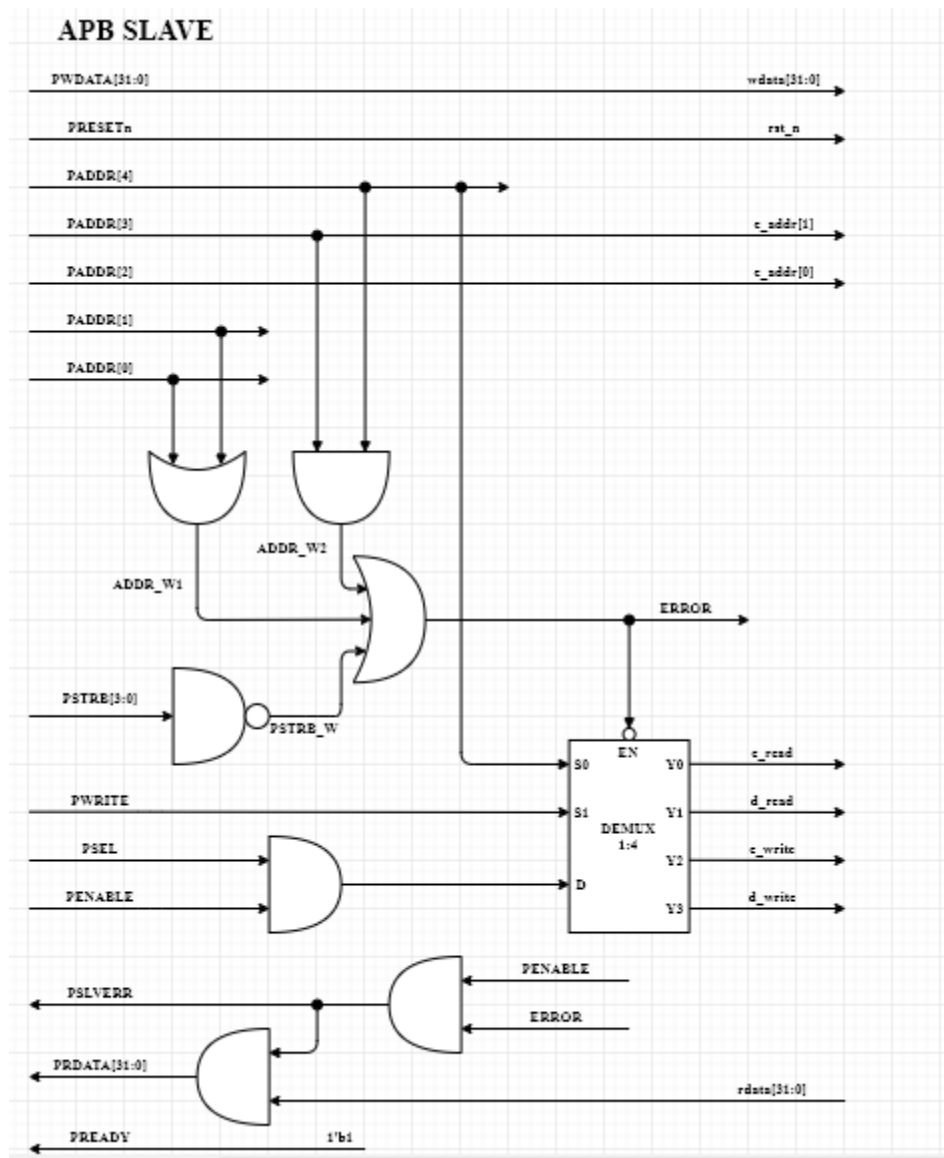 APB SLAVE
PWDATA[31:0] wdata[31:0]
PRESETn rst_n
PADDR[4]
PADDR[3] c_addr[1]
PADDR[2] c_addr[0]
PADDR[1]
PADDR[0]
ADDR_W2
ADDR_W1
ERROR
PSTRB[3:0]
PSTRB_W
EN
S0 Y0 c_read
PWRITE S1 Y1 d_read
DEMUX
1:4
PSEL Y2 c_write
D
PENABLE Y3 d_write
PENABLE
PSLVERR
ERROR
PRDATA[31:0]
rdata[31:0]
PREADY 1'b1